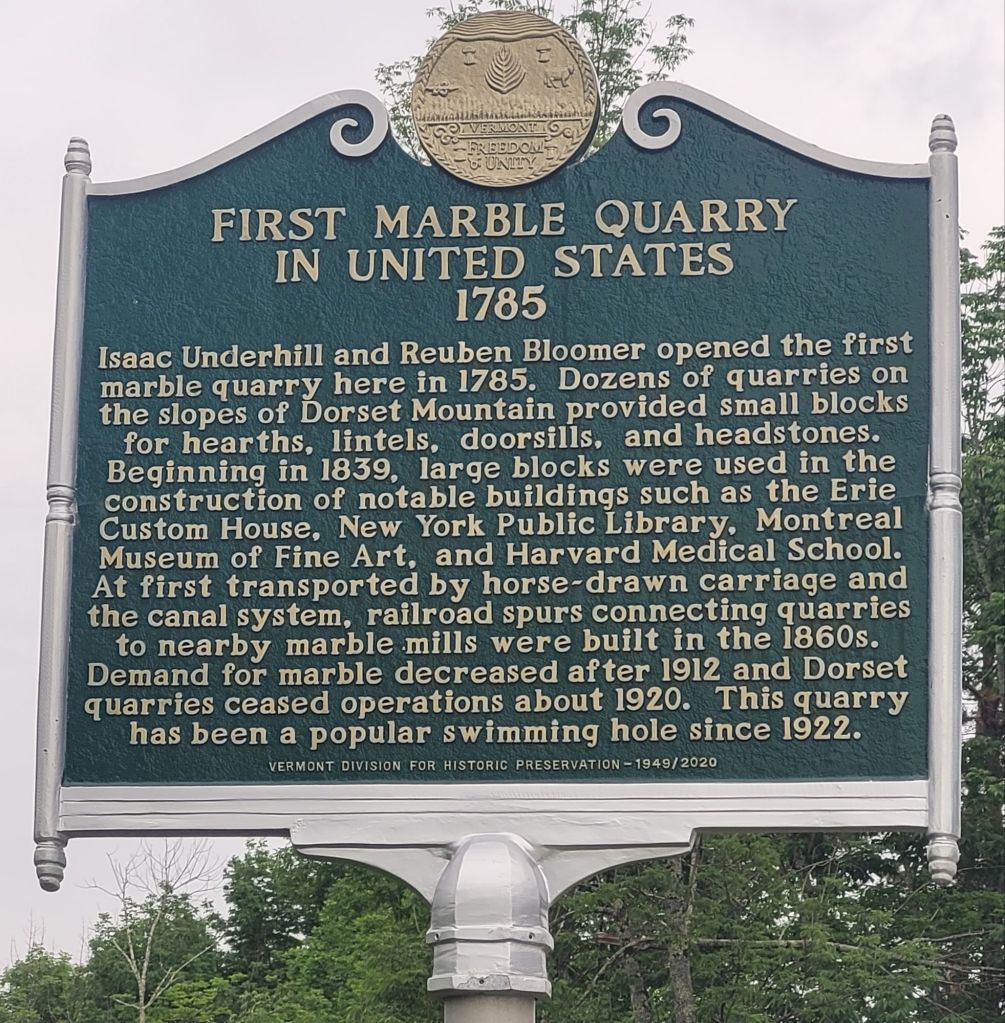 VERMONT
FREEDOM
& UNITY
FIRST MARBLE QUARRY
IN UNITED STATES
1785
Isaac Underhill and Reuben Bloomer opened the first
marble quarry here in 1785. Dozens of quarries on
the slopes of Dorset Mountain provided small blocks
for hearths, lintels, doorsills, and headstones.
Beginning in 1839, large blocks were used in the
construction of notable buildings such as the Erie
Custom House, New York Public Library, Montreal
Museum of Fine Art, and Harvard Medical School.
At first transported by horse-drawn carriage and
the canal system, railroad spurs connecting quarries
to nearby marble mills were built in the 1860s.
Demand for marble decreased after 1912 and Dorset
quarries ceased operations about 1920. This quarry
has been a popular swimming hole since 1922.
VERMONT DIVISION FOR HISTORIC PRESERVATION–1949/2020